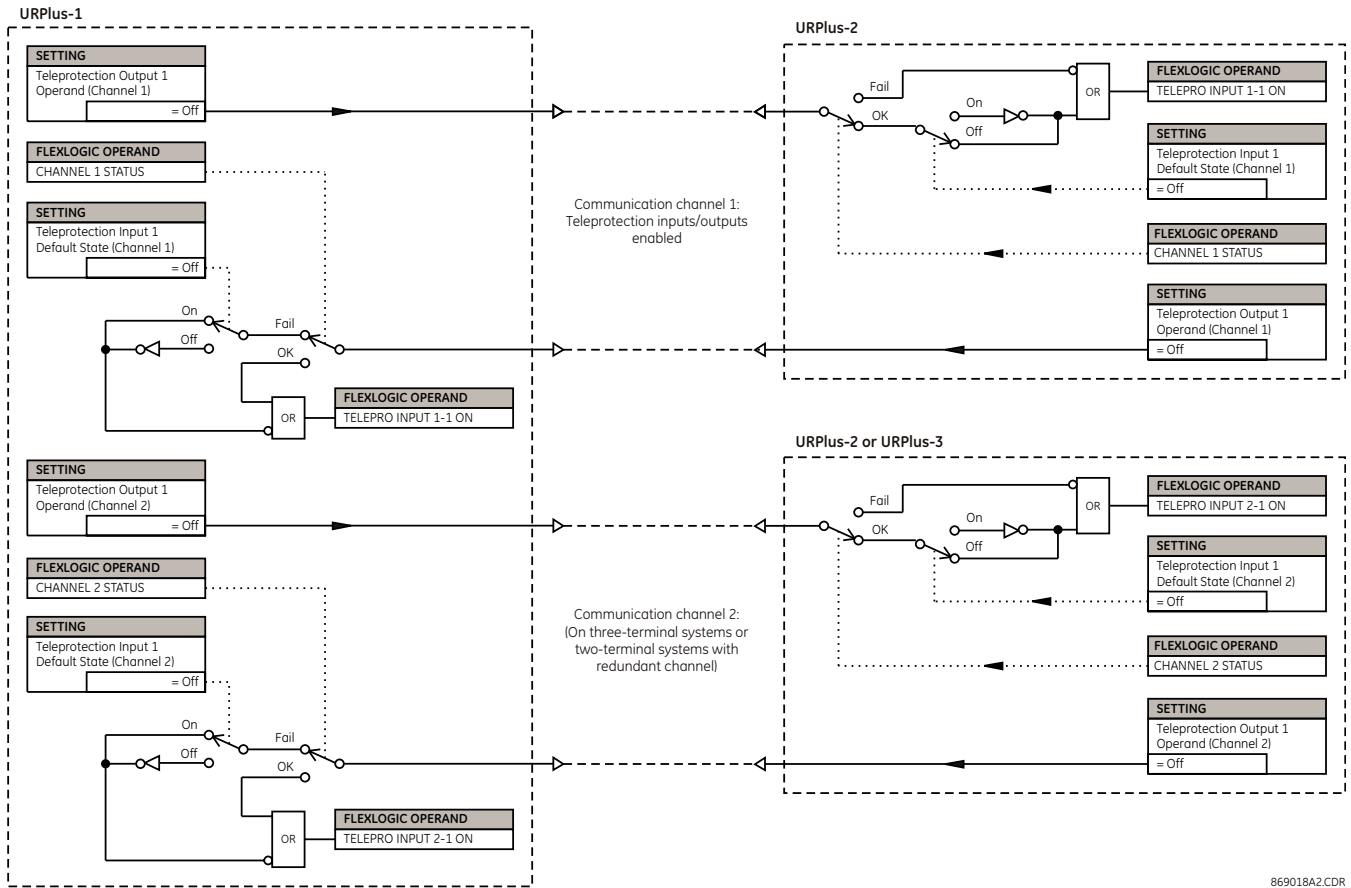 URPlus-1
SETTING
Teleprotection Output 1
Operand (Channel 1)
= Off
FLEXLOGIC OPERAND
CHANNEL 1 STATUS
SETTING
Teleprotection Input 1
Default State (Channel 1)
= Off
On
Off
Fail
OK
OR
FLEXLOGIC OPERAND
TELEPRO INPUT 1-1 ON
SETTING
Teleprotection Output 1
Operand (Channel 2)
= Off
FLEXLOGIC OPERAND
CHANNEL 2 STATUS
SETTING
Teleprotection Input 1
Default State (Channel 2)
= Off
On
Off
Fail
OK
OR
FLEXLOGIC OPERAND
TELEPRO INPUT 2-1 ON
Communication channel 1:
Teleprotection inputs/outputs
enabled
Communication channel 2:
(On three-terminal systems or
two-terminal systems with
redundant channel)
URPlus-2
Fail
OK
On
Off
OR
FLEXLOGIC OPERAND
TELEPRO INPUT 1-1 ON
SETTING
Teleprotection Input 1
Default State (Channel 1)
= Off
FLEXLOGIC OPERAND
CHANNEL 1 STATUS
SETTING
Teleprotection Output 1
Operand (Channel 1)
= Off
URPlus-2 or URPlus-3
Fail
OK
On
Off
OR
FLEXLOGIC OPERAND
TELEPRO INPUT 2-1 ON
SETTING
Teleprotection Input 1
Default State (Channel 2)
= Off
FLEXLOGIC OPERAND
CHANNEL 2 STATUS
SETTING
Teleprotection Output 1
Operand (Channel 2)
= Off
869018A2.CDR